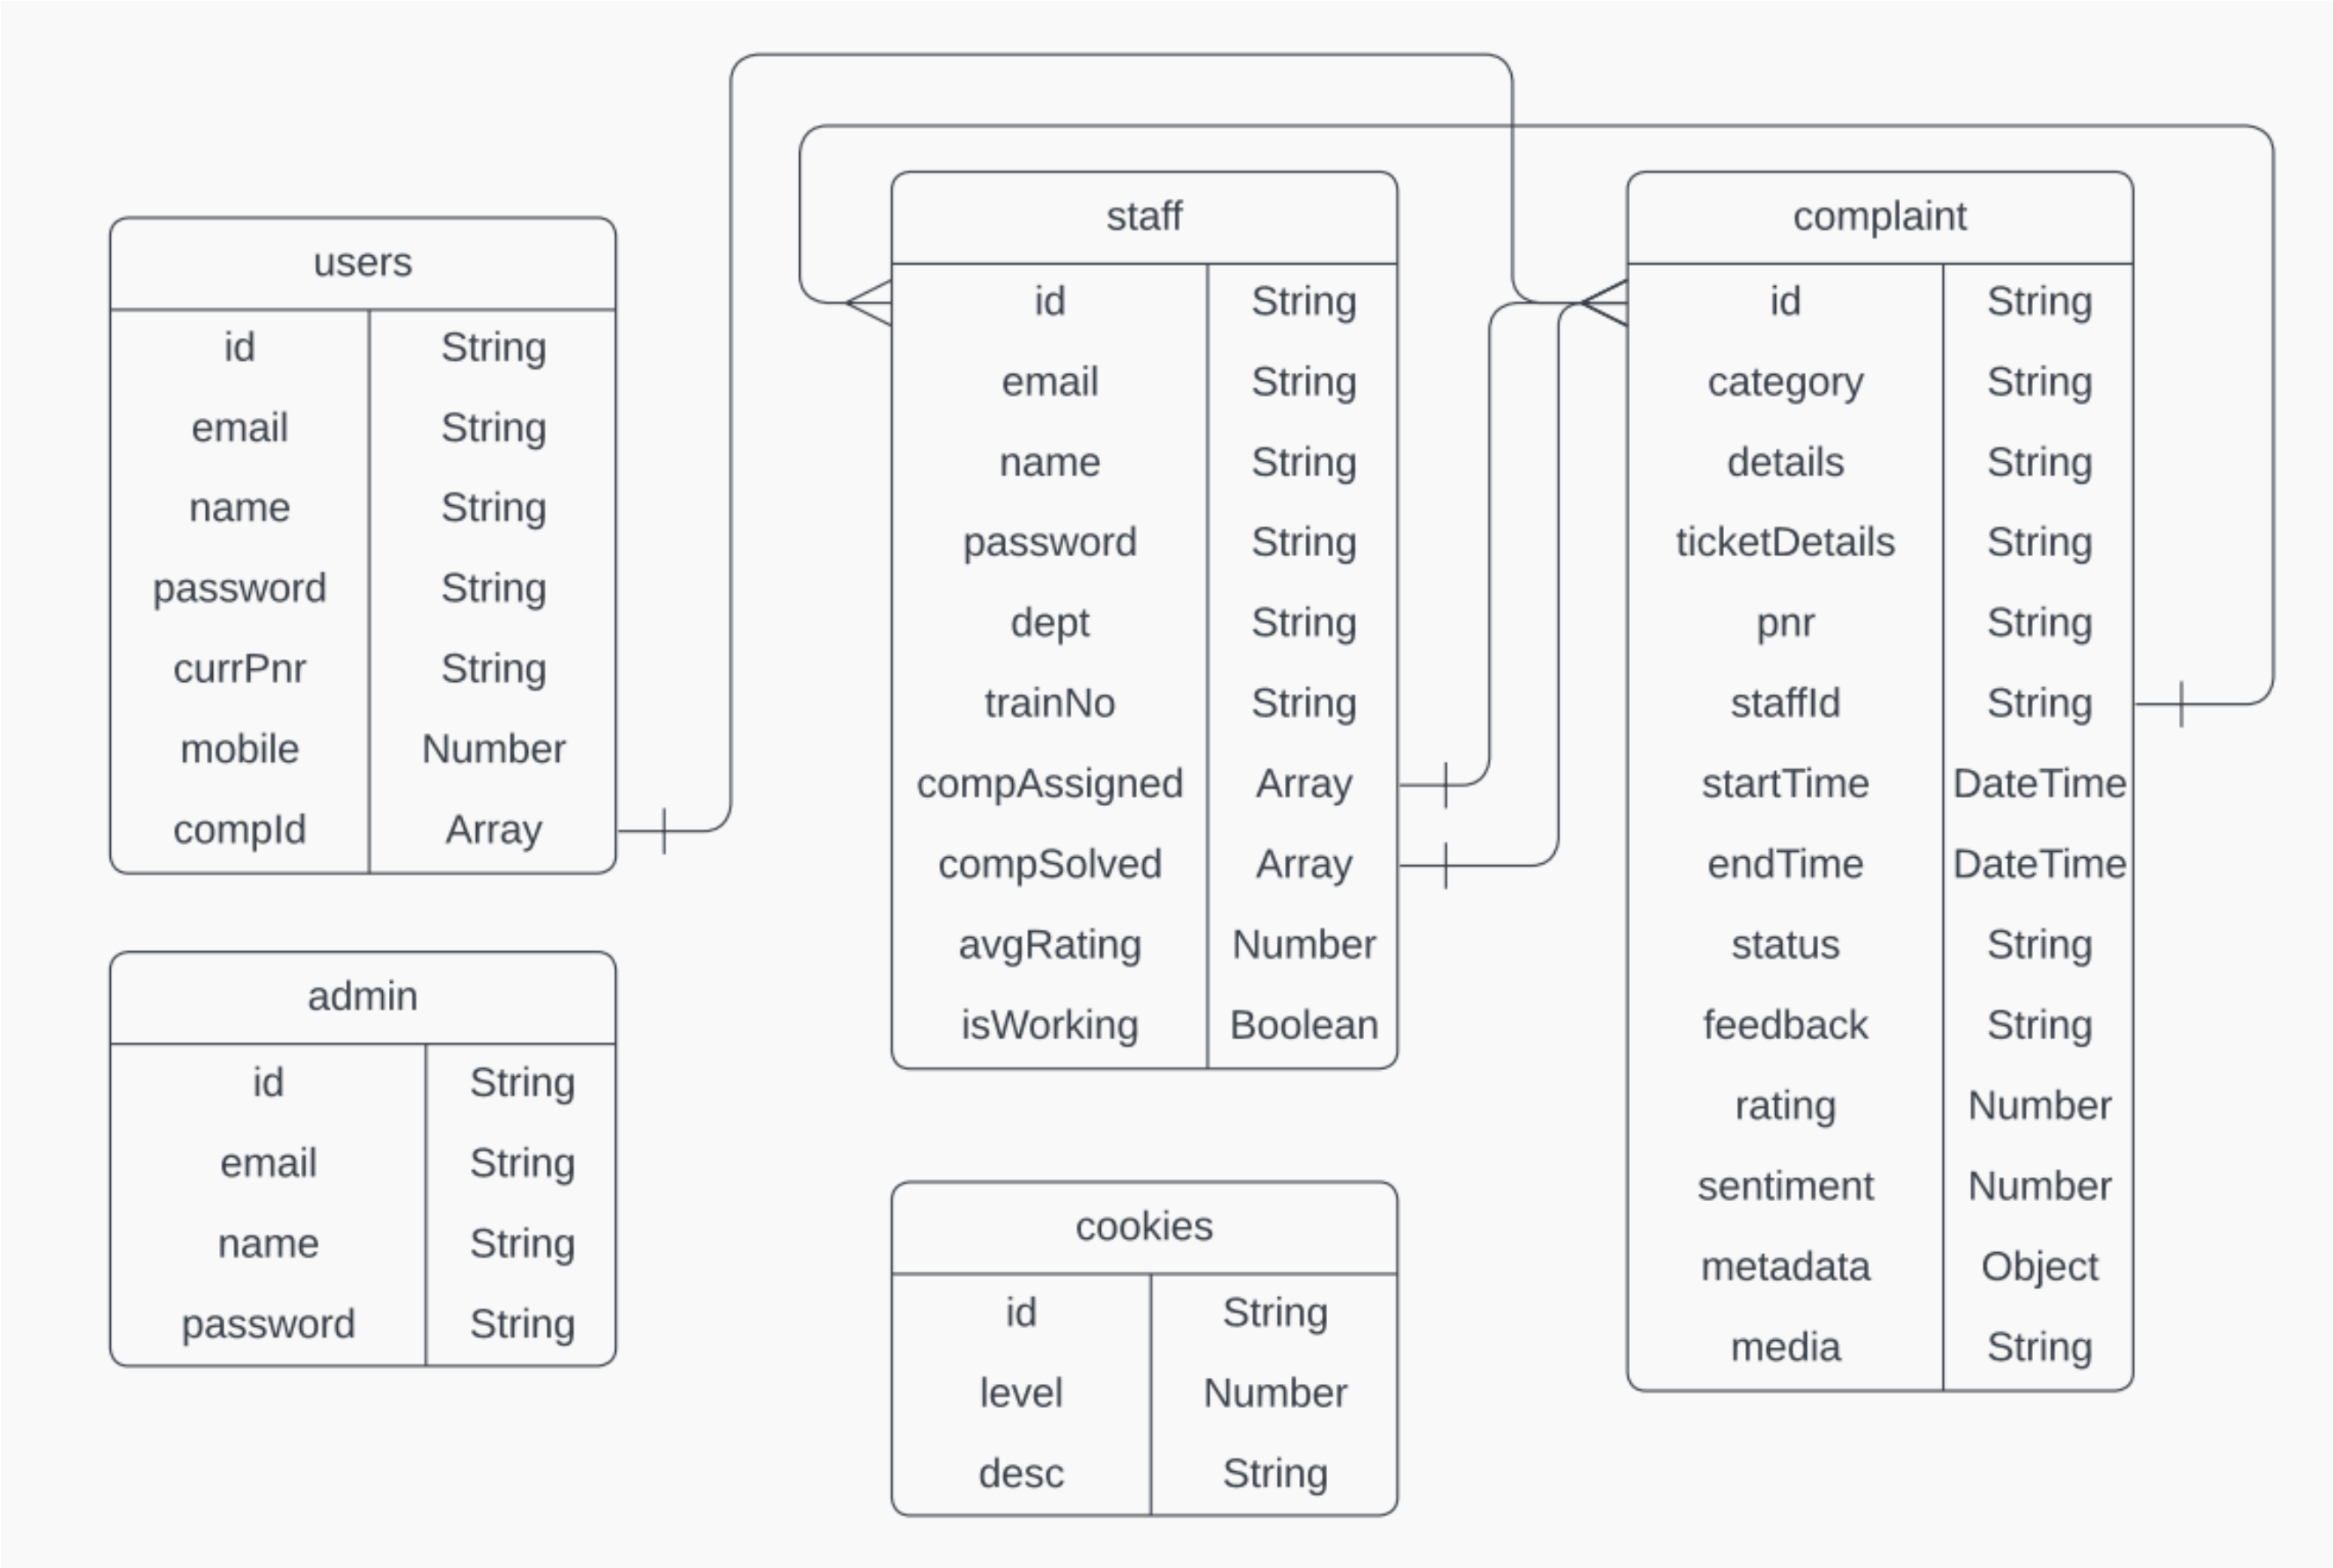 users
id String
email String
name String
password String
currPnr String
mobile Number
compId Array
admin
id String
email String
name String
password String
staff
id String
email String
name String
password String
dept String
trainNo String
compAssigned Array
compSolved Array
avgRating Number
isWorking Boolean
cookies
id String
level Number
desc String
complaint
id String
category String
details String
ticketDetails String
pnr String
staffId String
startTime DateTime
endTime DateTime
status String
feedback String
rating Number
sentiment Number
metadata Object
media String